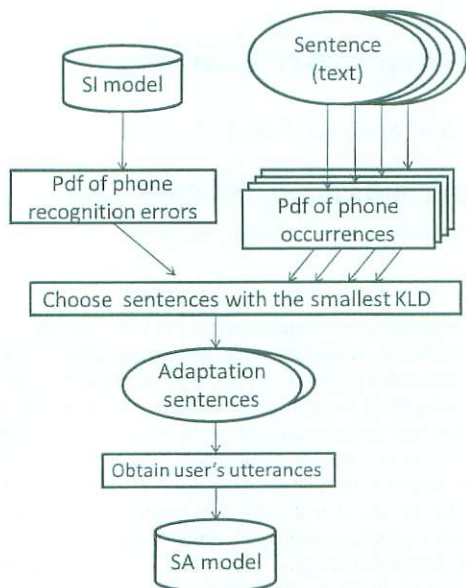 SI model
Sentence
(text)
Pdf of phone
recognition errors
Pdf of phone
occurrences
Choose sentences with the smallest KLD
Adaptation
sentences
Obtain user's utterances
SA model